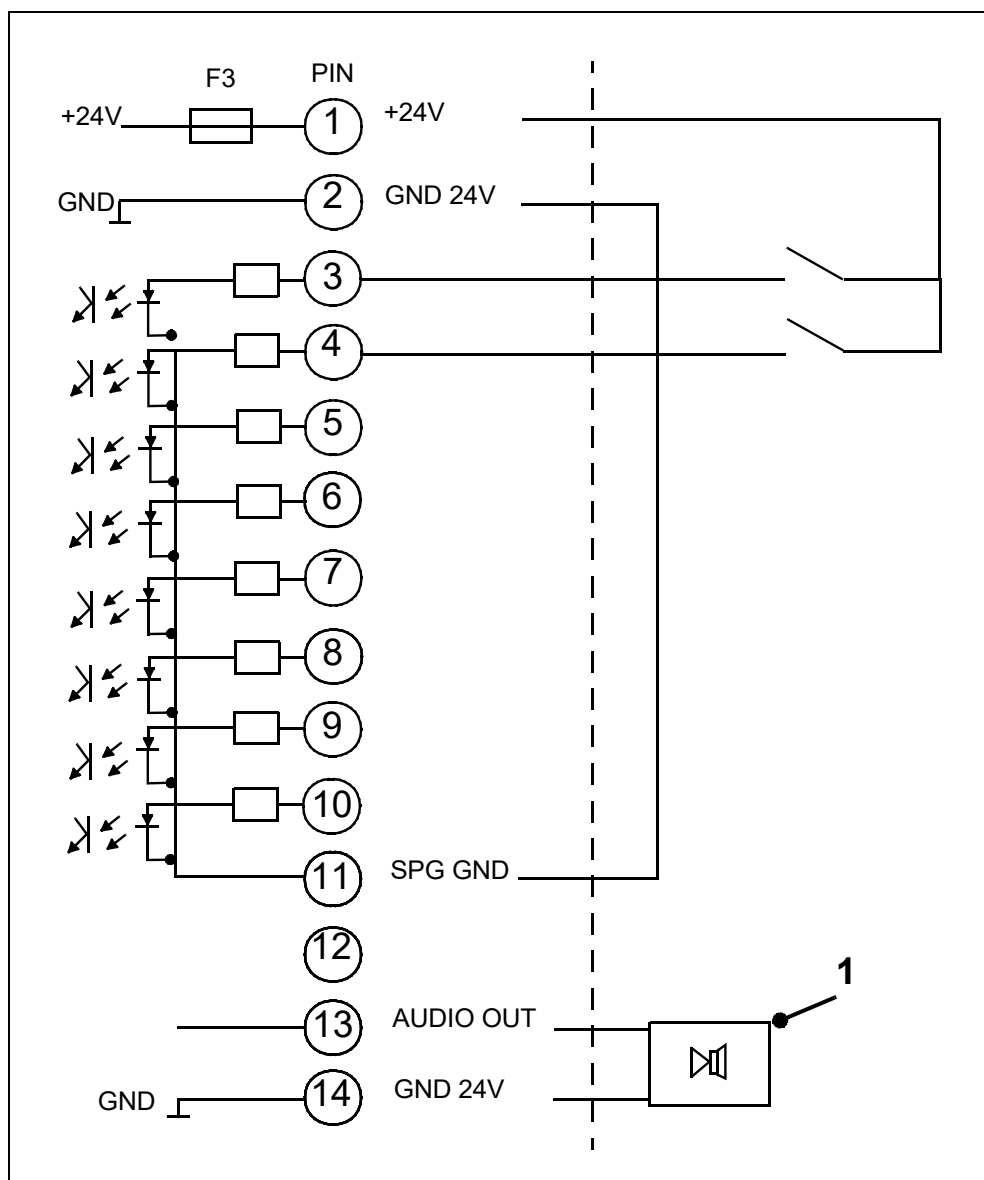 F3 PIN
+24V 1 +24V
GND 2 GND 24V
3
4
5
6
7
8
9
10
11 SPG GND
12
1
13 AUDIO OUT
GND 14 GND 24V